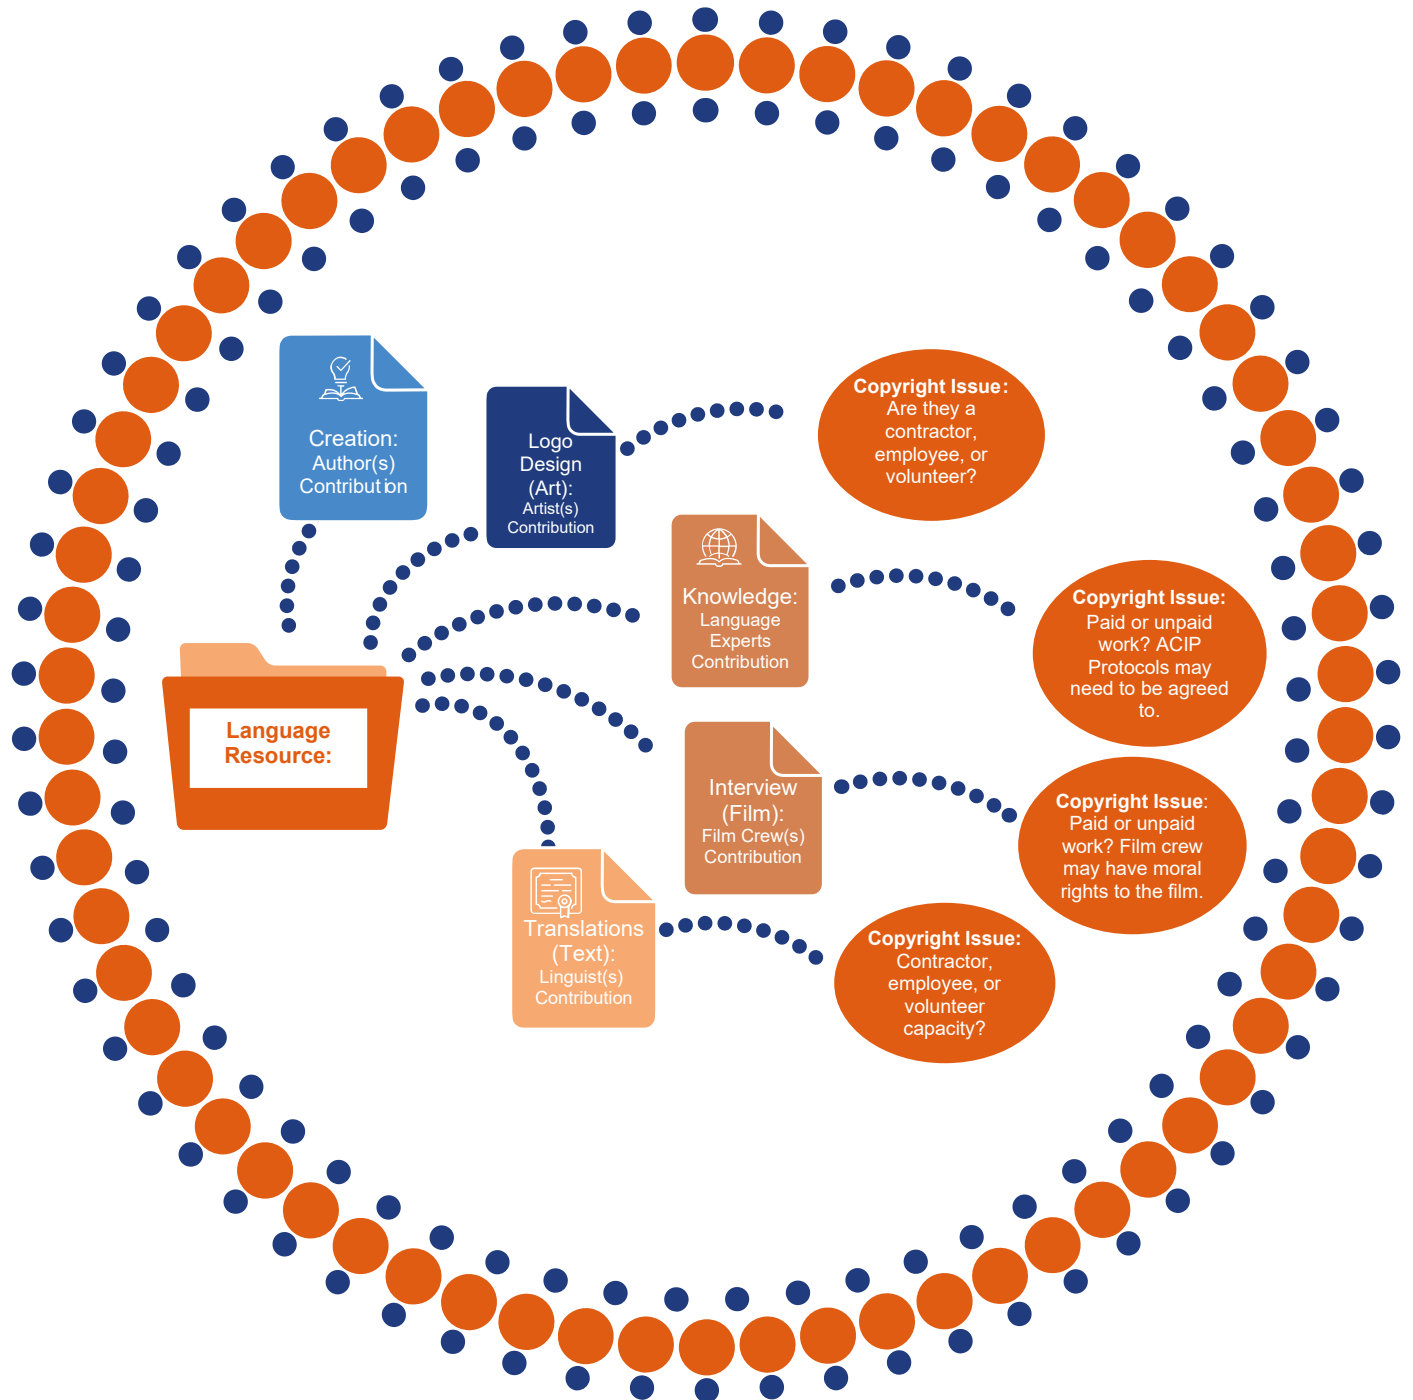 Creation:
Author(s)
Contribution
Logo
Design
(Art):
Artist(s)
Contribution
Copyright Issue:
Are they a
contractor,
employee, or
volunteer?
Knowledge:
Language
Experts
Contribution
Copyright Issue:
Paid or unpaid
work? ACIP
Protocols may
need to be agreed
to.
Language
Resource:
Interview
(Film):
Film Crew(s)
Contribution
Copyright Issue:
Paid or unpaid
work? Film crew
may have moral
rights to the film.
Translations
(Text):
Linguist(s)
Contribution
Copyright Issue:
Contractor,
employee, or
volunteer
capacity?